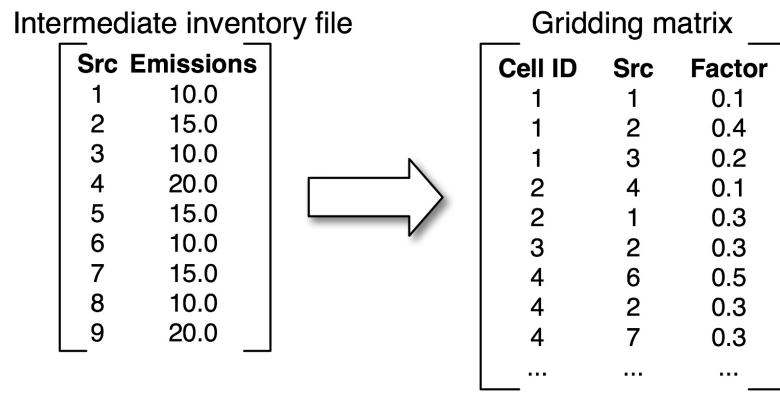 Intermediate inventory file
Src Emissions
1 10.0
2 15.0
3 10.0
4 20.0
5 15.0
6 10.0
7 15.0
8 10.0
9 20.0
Gridding matrix
Cell ID Src Factor
1 1 0.1
1 2 0.4
1 3 0.2
2 4 0.1
2 1 0.3
3 2 0.3
4 6 0.5
4 2 0.3
4 7 0.3
... ... ...